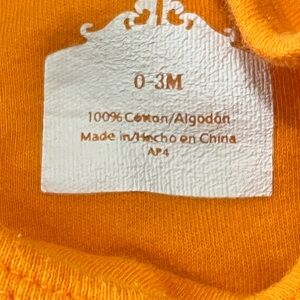 0-3M
100% Cotton/Algodón
Made in/Hecho en China
AP4